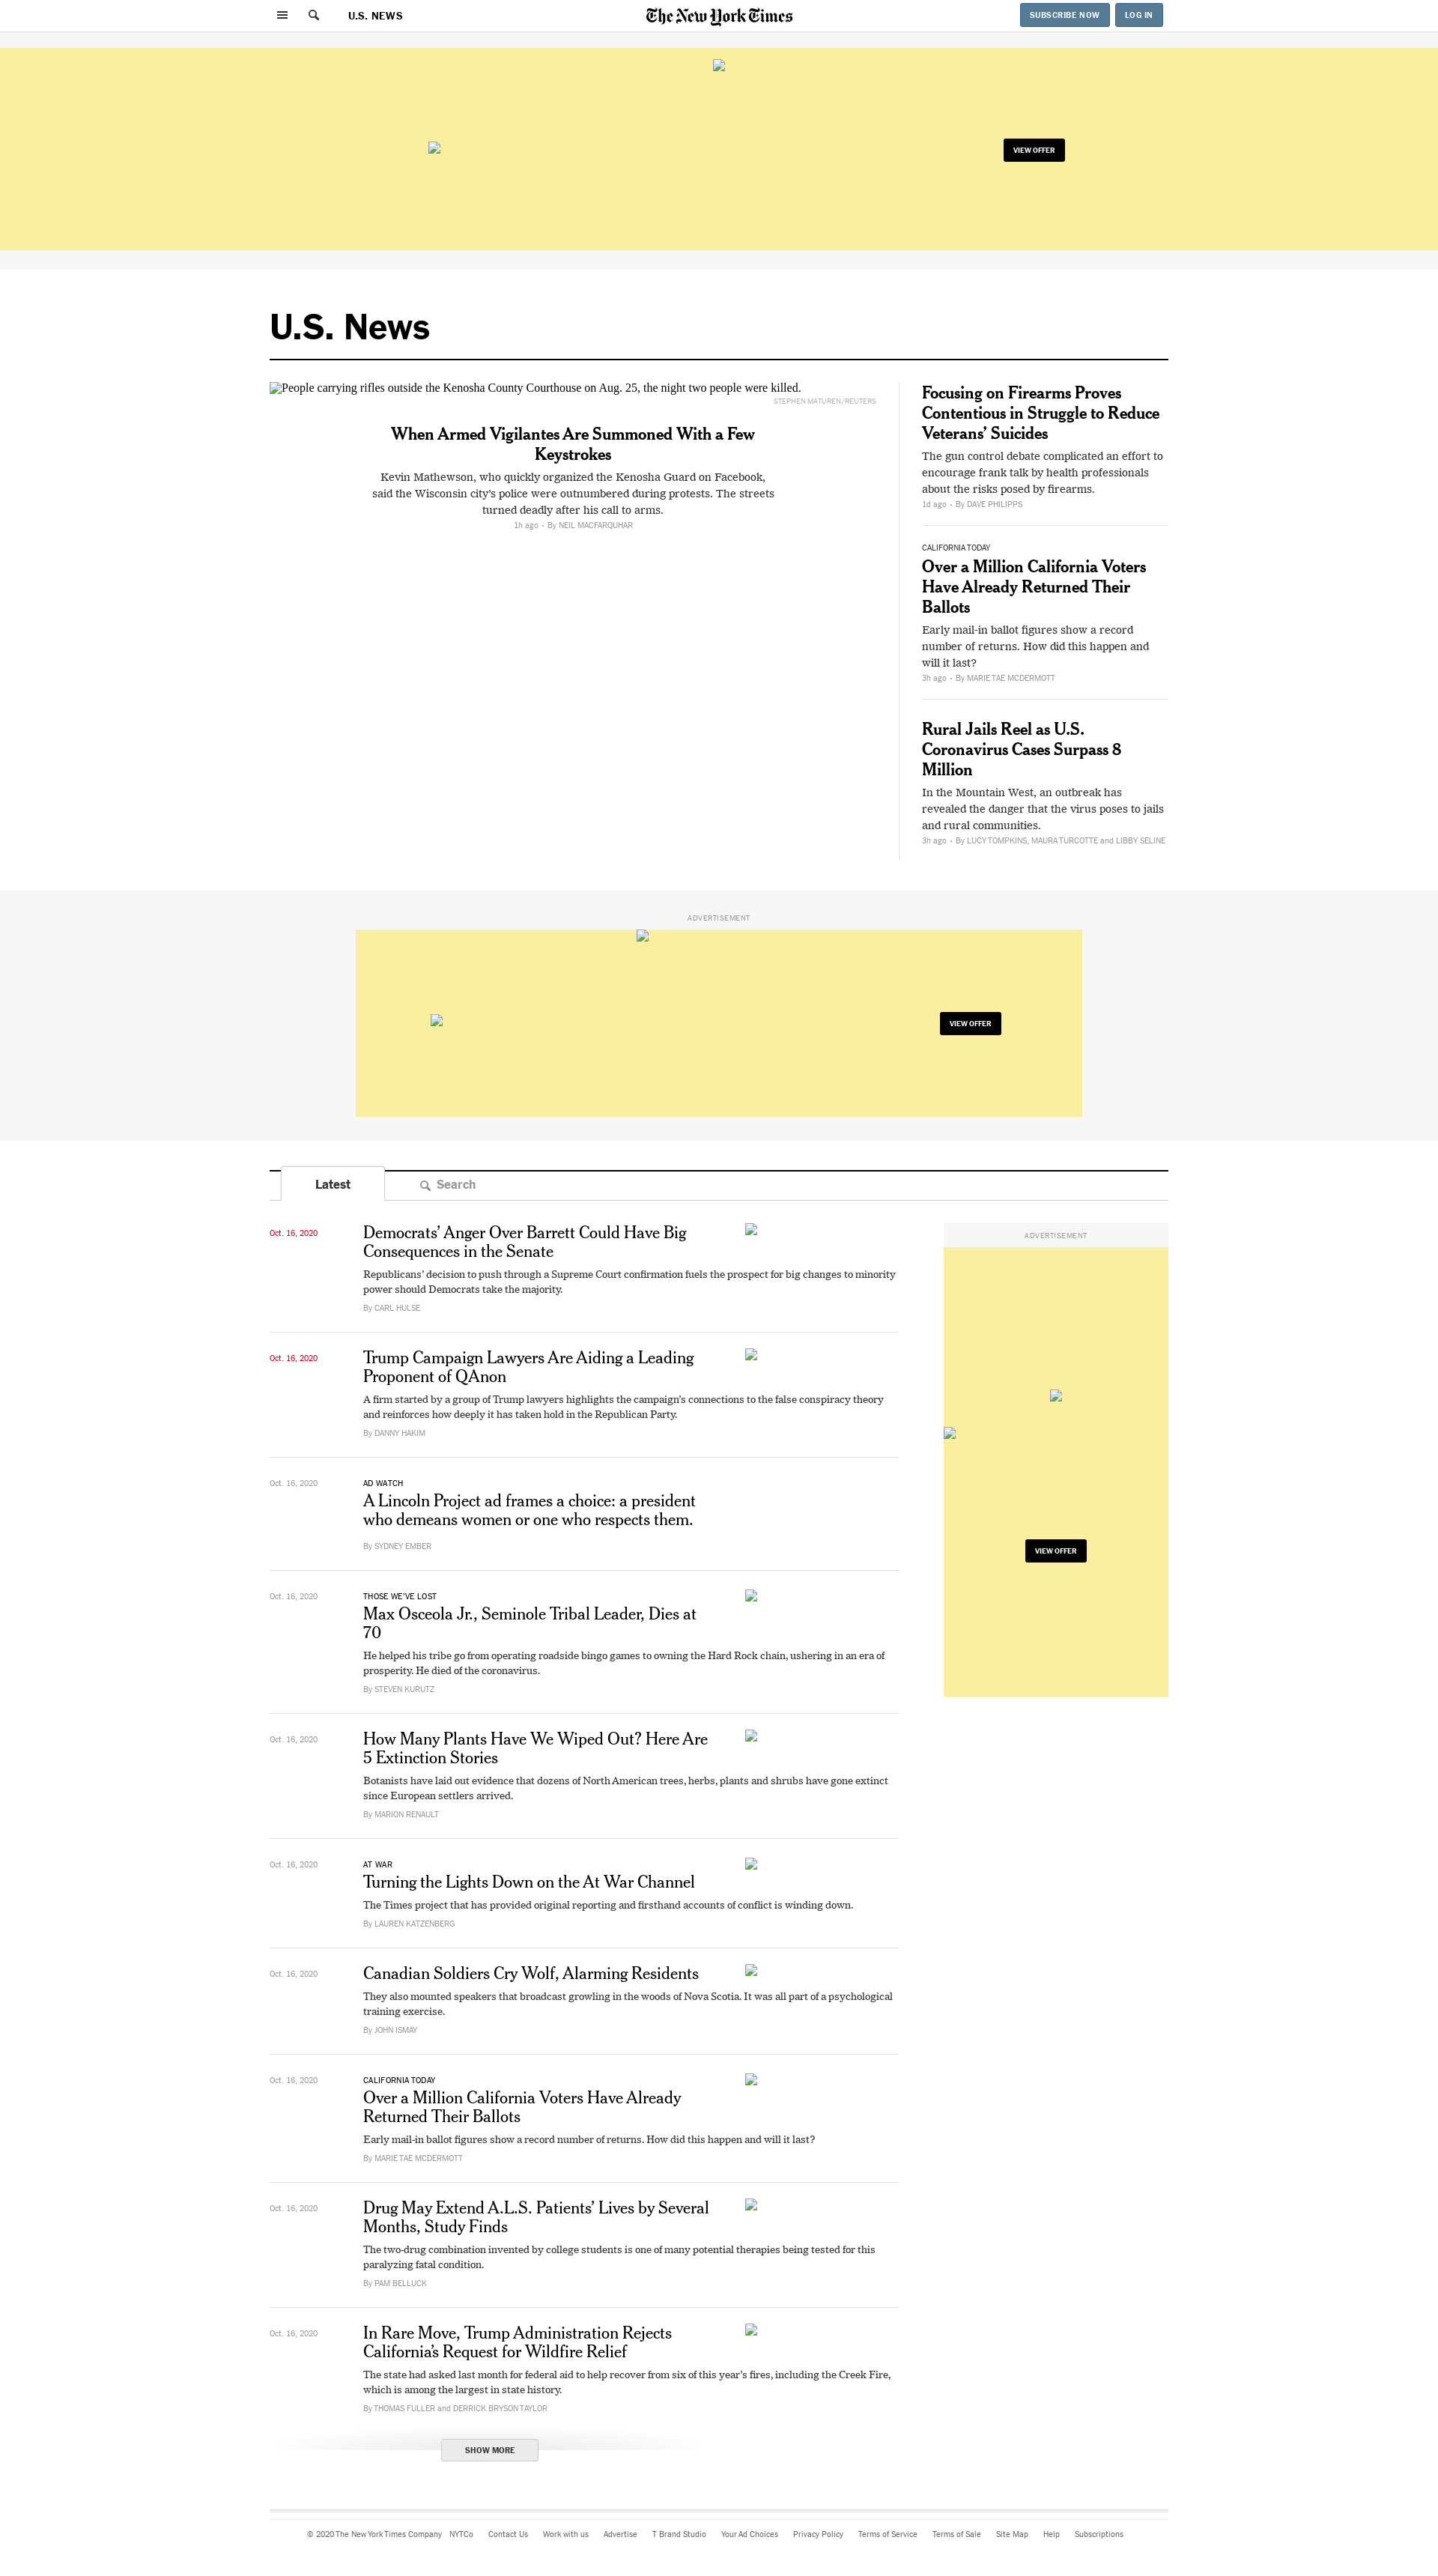 U.S. NEWS
The New York Times
SUBSCRIBE NOW
LOG IN
VIEW OFFER
U.S. News
People carrying rifles outside the Kenosha County Courthouse on Aug. 25, the night two people were killed.
STEPHEN MATUREN/REUTERS
When Armed Vigilantes Are Summoned With a Few
Keystrokes
Kevin Mathewson, who quickly organized the Kenosha Guard on Facebook,
said the Wisconsin city’s police were outnumbered during protests. The streets
turned deadly after his call to arms.
1h ago • By NEIL MACFARQUHAR
Focusing on Firearms Proves
Contentious in Struggle to Reduce
Veterans’ Suicides
The gun control debate complicated an effort to
encourage frank talk by health professionals
about the risks posed by firearms.
1d ago • By DAVE PHILIPPS
CALIFORNIA TODAY
Over a Million California Voters
Have Already Returned Their
Ballots
Early mail-in ballot figures show a record
number of returns. How did this happen and
will it last?
3h ago • By MARIE TAE MCDERMOTT
Rural Jails Reel as U.S.
Coronavirus Cases Surpass 8
Million
In the Mountain West, an outbreak has
revealed the danger that the virus poses to jails
and rural communities.
3h ago • By LUCY TOMPKINS, MAURA TURCOTTE and LIBBY SELINE
ADVERTISEMENT
VIEW OFFER
Latest
Search
Oct. 16, 2020
Democrats’ Anger Over Barrett Could Have Big
Consequences in the Senate
Republicans’ decision to push through a Supreme Court confirmation fuels the prospect for big changes to minority
power should Democrats take the majority.
By CARL HULSE
ADVERTISEMENT
VIEW OFFER
Oct. 16, 2020
Trump Campaign Lawyers Are Aiding a Leading
Proponent of QAnon
A firm started by a group of Trump lawyers highlights the campaign’s connections to the false conspiracy theory
and reinforces how deeply it has taken hold in the Republican Party.
By DANNY HAKIM
Oct. 16, 2020
AD WATCH
A Lincoln Project ad frames a choice: a president
who demeans women or one who respects them.
By SYDNEY EMBER
Oct. 16, 2020
THOSE WE’VE LOST
Max Osceola Jr., Seminole Tribal Leader, Dies at
70
He helped his tribe go from operating roadside bingo games to owning the Hard Rock chain, ushering in an era of
prosperity. He died of the coronavirus.
By STEVEN KURUTZ
Oct. 16, 2020
How Many Plants Have We Wiped Out? Here Are
5 Extinction Stories
Botanists have laid out evidence that dozens of North American trees, herbs, plants and shrubs have gone extinct
since European settlers arrived.
By MARION RENAULT
Oct. 16, 2020
AT WAR
Turning the Lights Down on the At War Channel
The Times project that has provided original reporting and firsthand accounts of conflict is winding down.
By LAUREN KATZENBERG
Oct. 16, 2020
Canadian Soldiers Cry Wolf, Alarming Residents
They also mounted speakers that broadcast growling in the woods of Nova Scotia. It was all part of a psychological
training exercise.
By JOHN ISMAY
Oct. 16, 2020
CALIFORNIA TODAY
Over a Million California Voters Have Already
Returned Their Ballots
Early mail-in ballot figures show a record number of returns. How did this happen and will it last?
By MARIE TAE MCDERMOTT
Oct. 16, 2020
Drug May Extend A.L.S. Patients’ Lives by Several
Months, Study Finds
The two-drug combination invented by college students is one of many potential therapies being tested for this
paralyzing fatal condition.
By PAM BELLUCK
Oct. 16, 2020
In Rare Move, Trump Administration Rejects
California’s Request for Wildfire Relief
The state had asked last month for federal aid to help recover from six of this year’s fires, including the Creek Fire,
which is among the largest in state history.
By THOMAS FULLER and DERRICK BRYSON TAYLOR
SHOW MORE
© 2020 The New York Times Company NYTCo Contact Us Work with us Advertise T Brand Studio Your Ad Choices Privacy Policy Terms of Service Terms of Sale Site Map Help Subscriptions